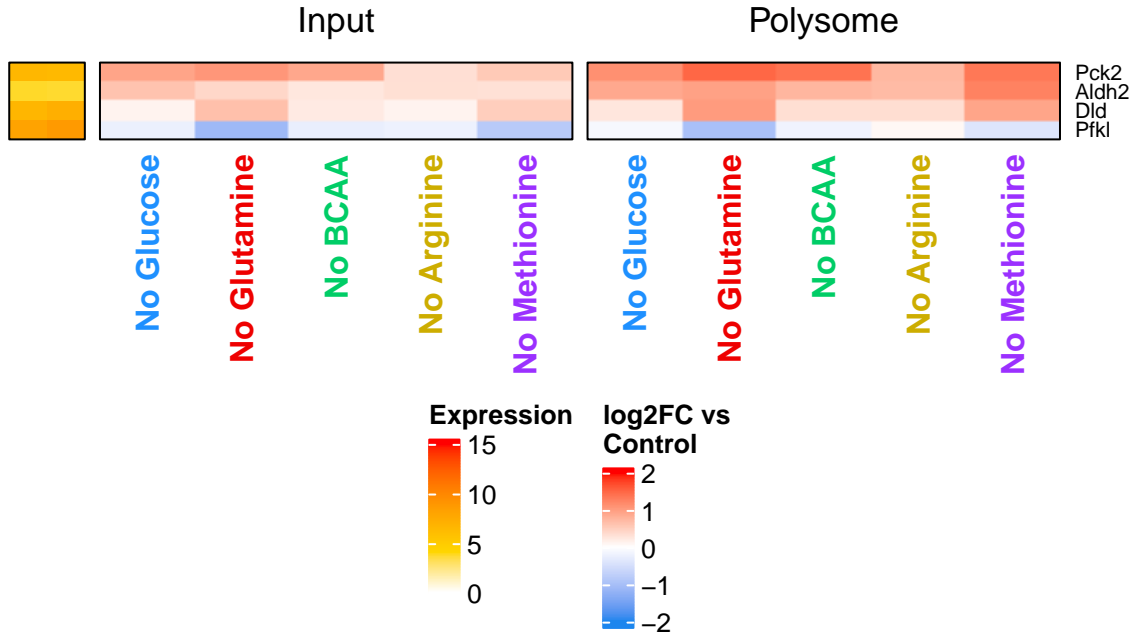 Input
Polysome
Pck2
Aldh2
Dld
Pfkl
No Glucose
No Glutamine
No BCAA
No Arginine
No Methionine
No Glucose
No Glutamine
No BCAA
No Arginine
No Methionine
Expression
15
10
5
0
log2FC vs
Control
2
1
0
−1
−2